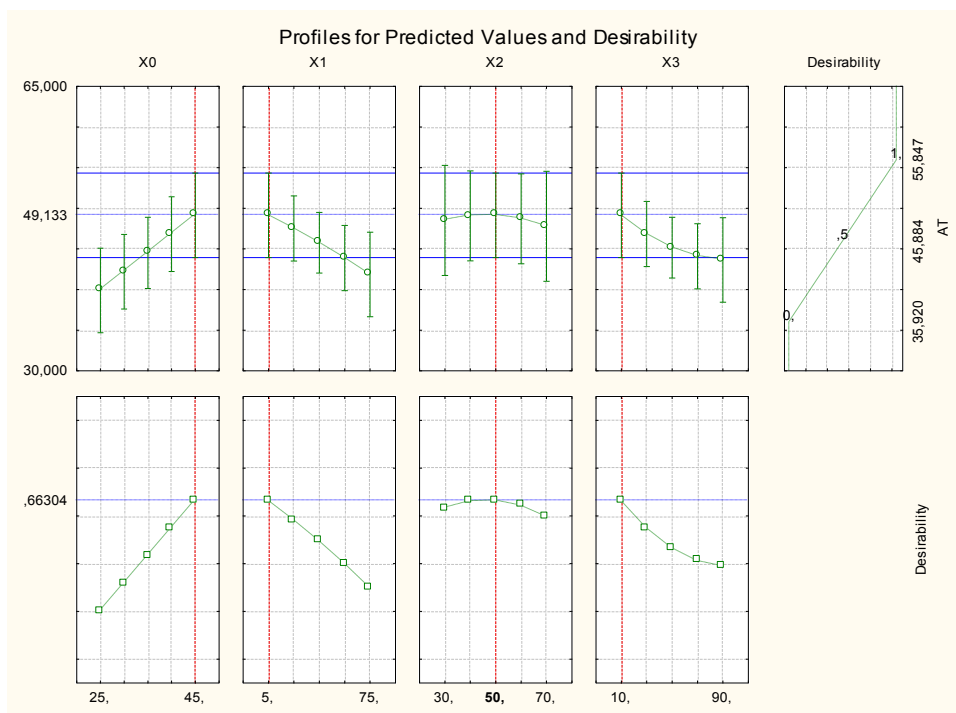 Profiles for Predicted Values and Desirability
X0 X1 X2 X3 Desirability
65,000
49,133
30,000
1,
,5
0,
55,847
45,884
35,920
AT
,66304
Desirability
25, 45, 5, 75, 30, 50, 70, 10, 90,